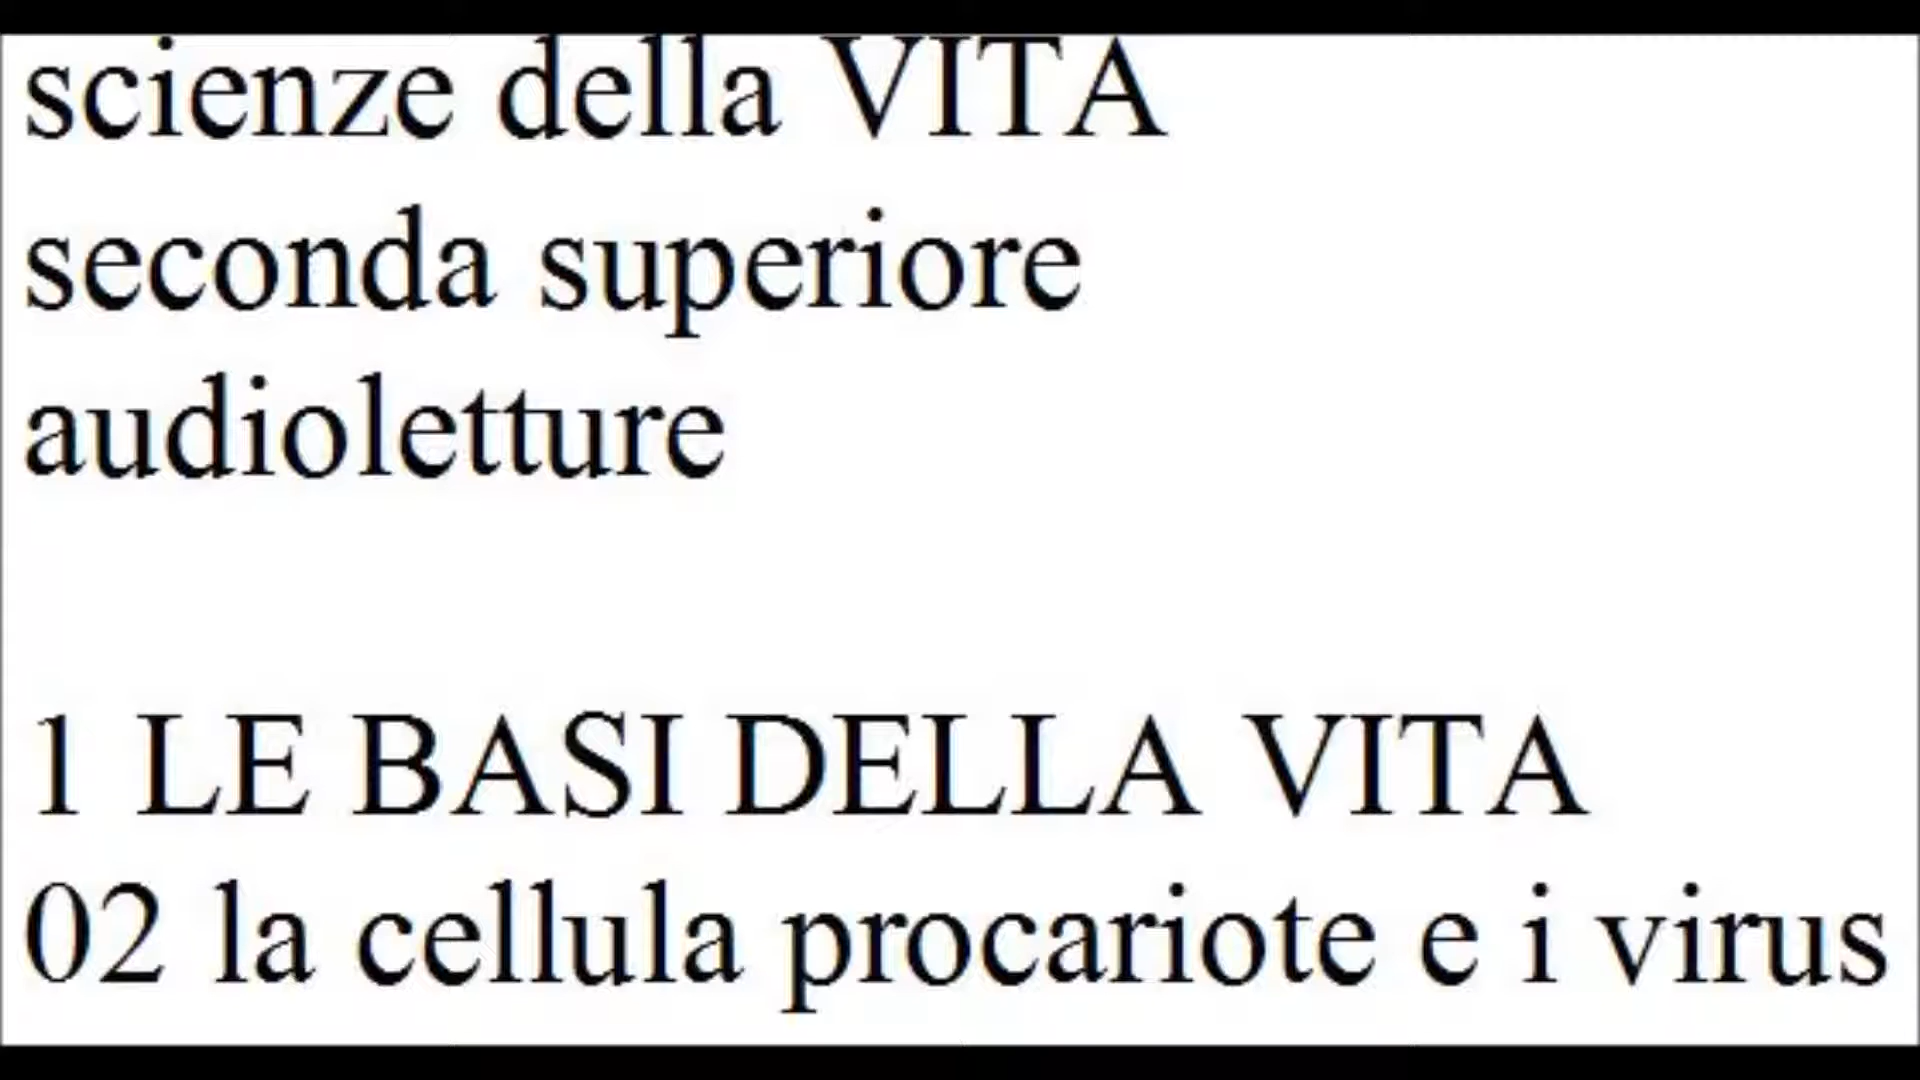 scienze della VITA
seconda superiore
audioletture
1 LE BASI DELLA VITA
02 la cellula procariote e i virus